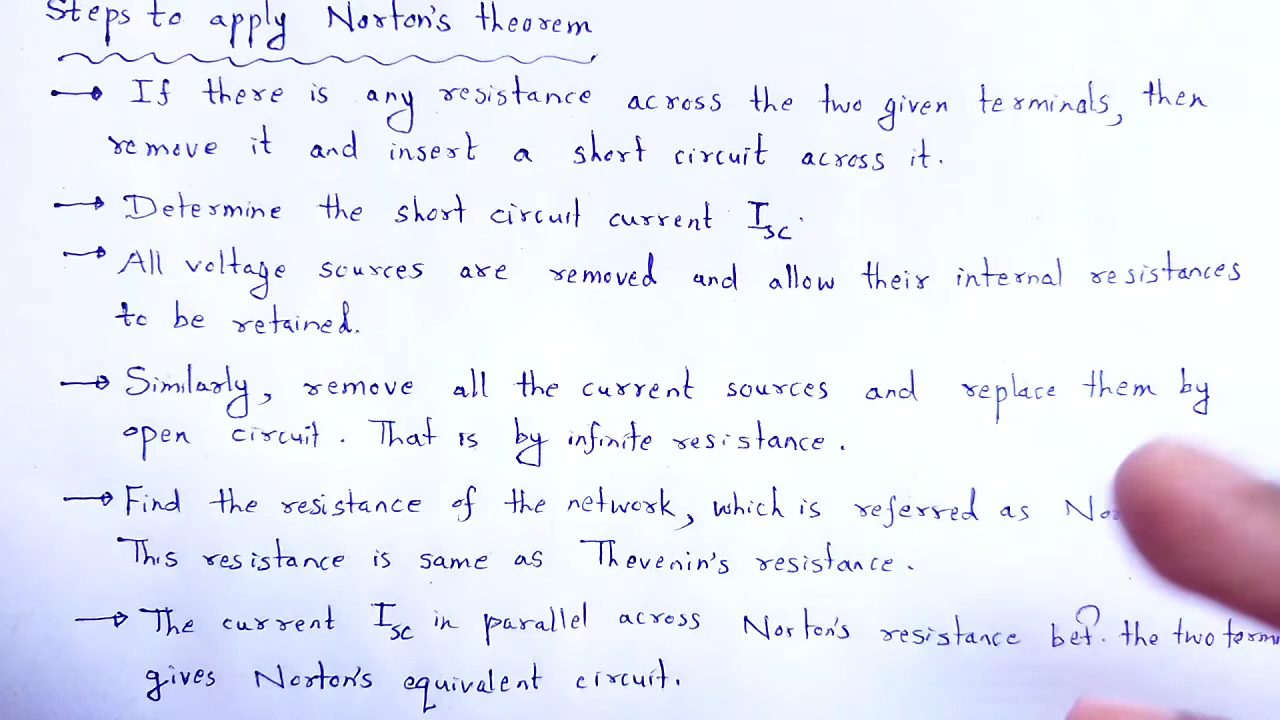 Steps to apply Norton's theorem
If there is any resistance across the two given terminals, then
remove it and insert a short circuit across it.
Determine the short circuit current Isc.
All voltage sources are removed and allow their internal resistances
to be retained.
Similarly, remove all the current sources and replace them by
open circuit. That is by infinite resistance.
Find the resistance of the network, which is referred as
This resistance is same as Thevenin's resistance.
The current Isc in parallel across Norton's resistance bet. the two
gives Norton's equivalent circuit.